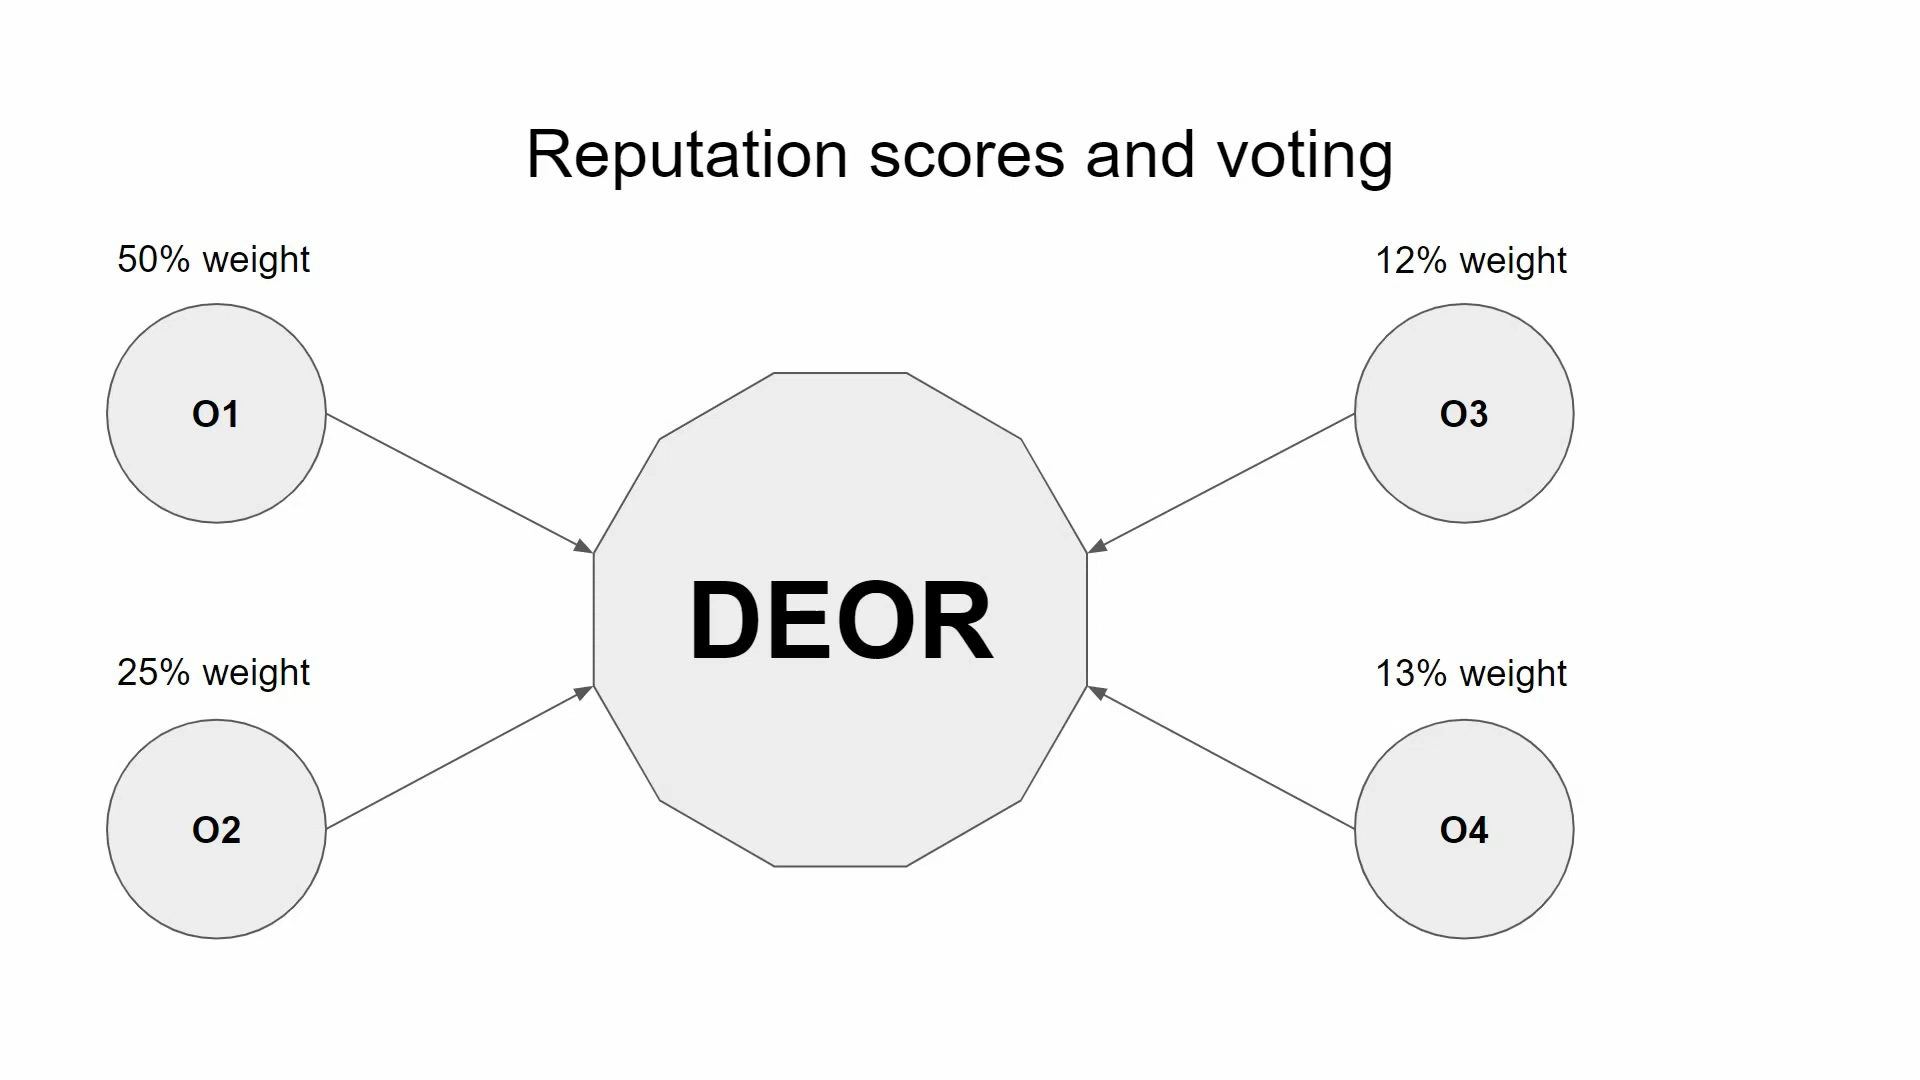 Reputation scores and voting
50% weight
12% weight
O1
O3
DEOR
25% weight
13% weight
O2
O4